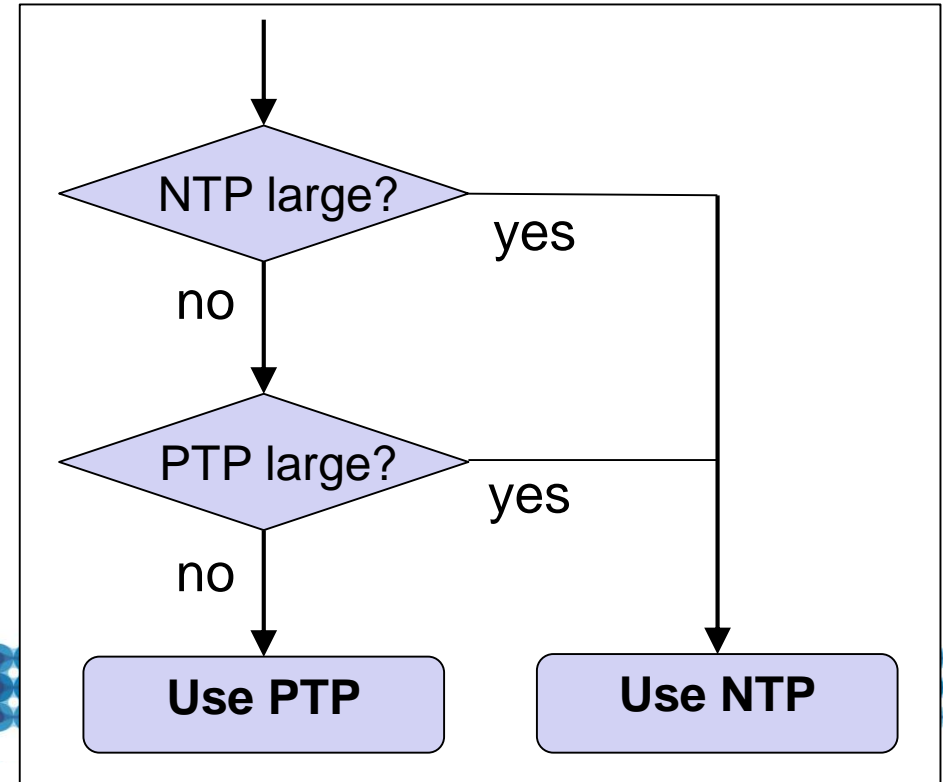 NTP large?
yes
no
PTP large?
yes
no
Use PTP
Use NTP